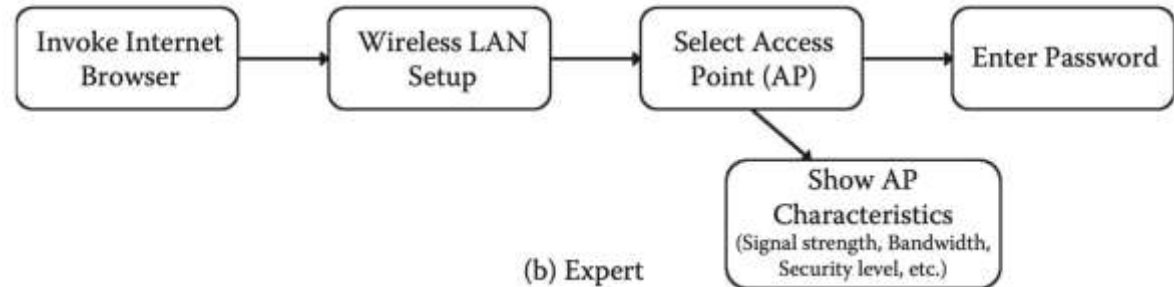 Invoke Internet
Browser
Wireless LAN
Setup
Select Access
Point (AP)
Enter Password
Show AP
Characteristics
(Signal strength, Bandwidth,
Security level, etc.)
(b) Expert